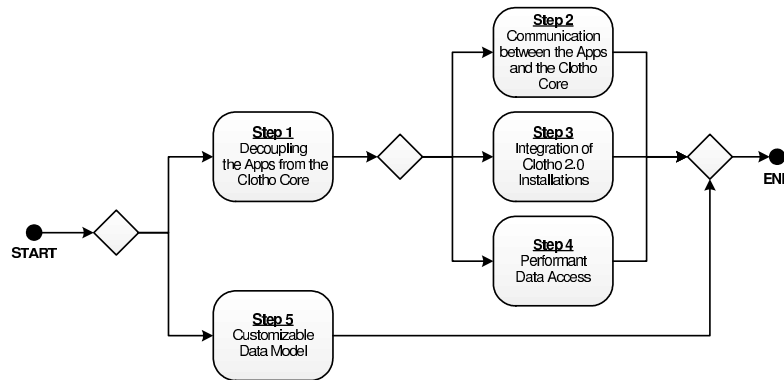 START
Step 1
Decoupling
the Apps from the
Clotho Core
Step 2
Communication
between the Apps
and the Clotho
Core
Step 3
Integration of
Clotho 2.0
Installations
Step 4
Performant
Data Access
Step 5
Customizable
Data Model
END